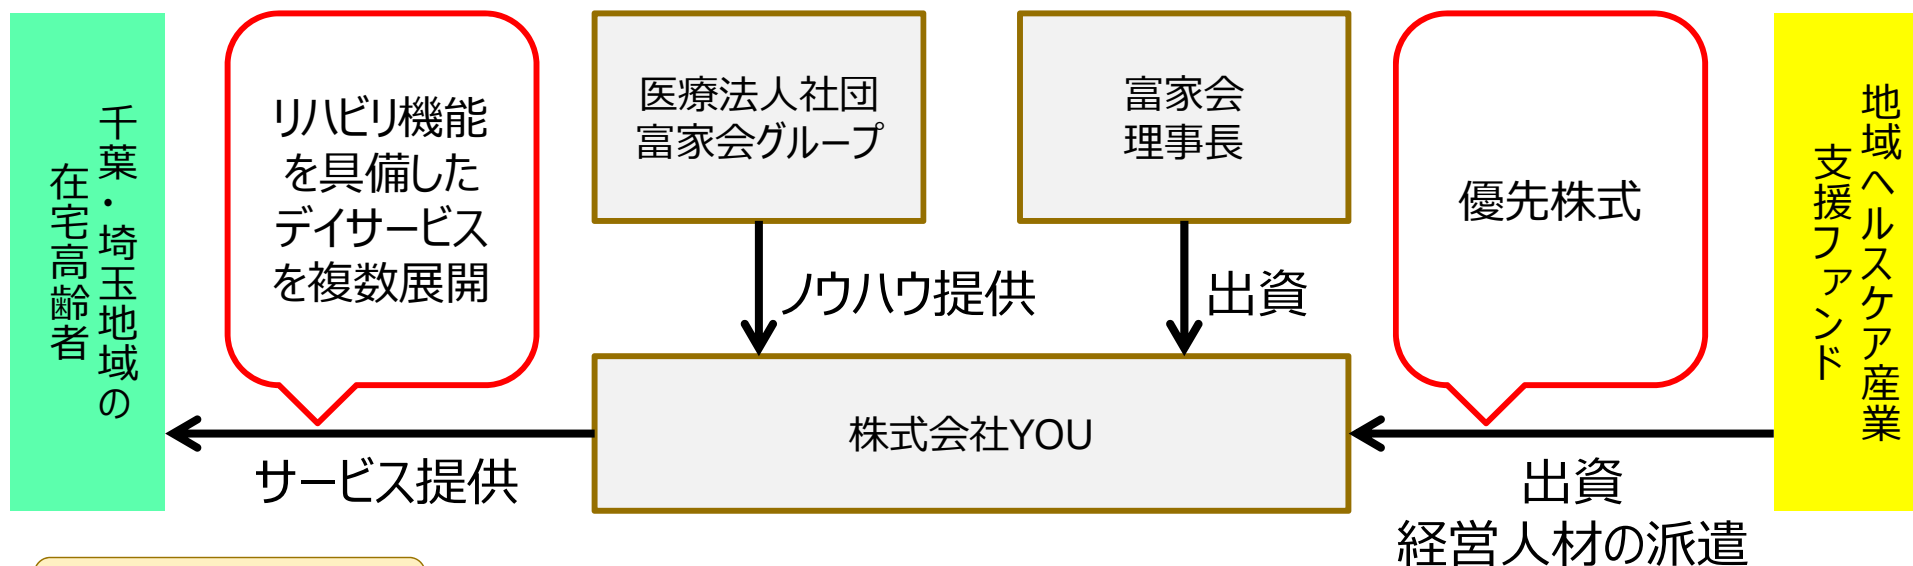 千葉・埼玉地域の
在宅高齢者
リハビリ機能
を具備した
デイサービス
を複数展開
サービス提供
医療法人社団
富家会グループ
ノウハウ提供
富家会
理事長
出資
株式会社YOU
優先株式
出資
経営人材の派遣
地域ヘルスケア産業
支援ファンド